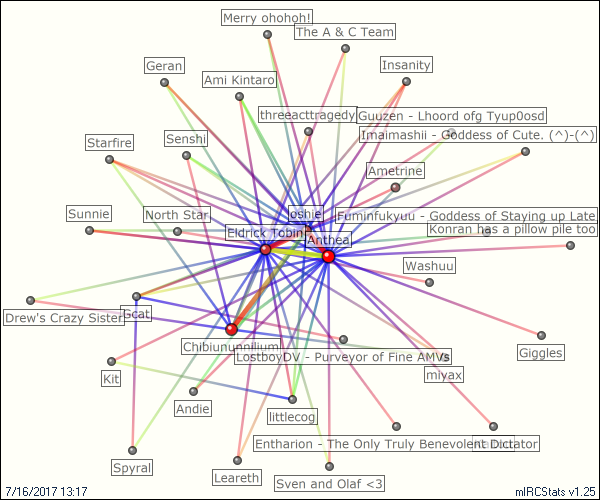 Merry ohohoh!
The A & C Team
Geran
Insanity
Ami Kintaro
threeacttragedy
Guuzen - Lhoord ofg Tyup0osd
Imaimashii - Goddess of Cute. (^)-(^)
Starfire
Senshi
Ametrine
Sunnie
North Star
joshie
Fuminfukyuu - Goddess of Staying up Late
Konran has a pillow pile too
Eldrick Tobin
Anthea
Washuu
Drew's Crazy Sister
Gcat
Chibiununnilium
LostboyDV - Purveyor of Fine AMVs
Giggles
Kit
miyax
Andie
littlecog
Entharion - The Only Truly Benevolent Dictator
Spyral
Leareth
Sven and Olaf <3
7/16/2017 13:17
mIRCStats v1.25